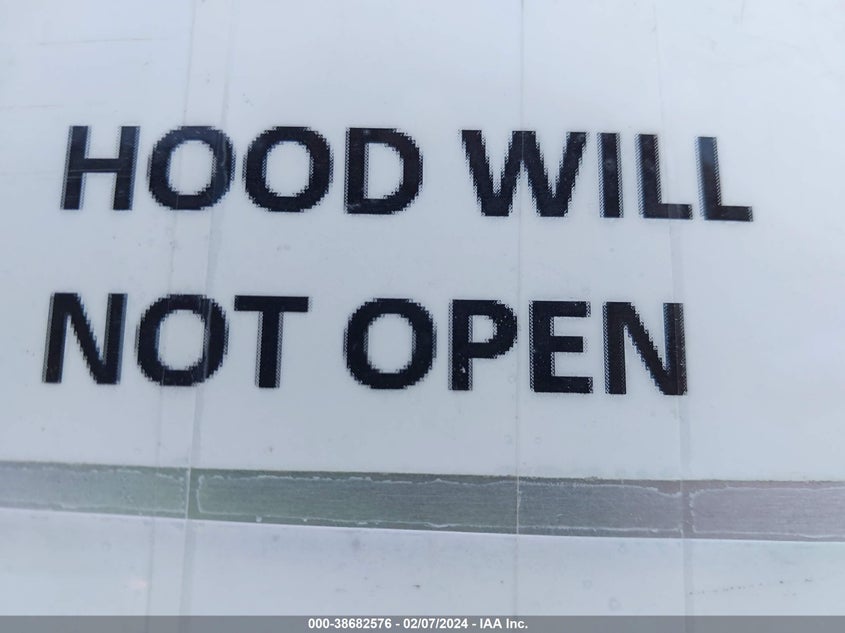 HOOD WILL
NOT OPEN
000-38682576 - 02/07/2024 - IAA Inc.